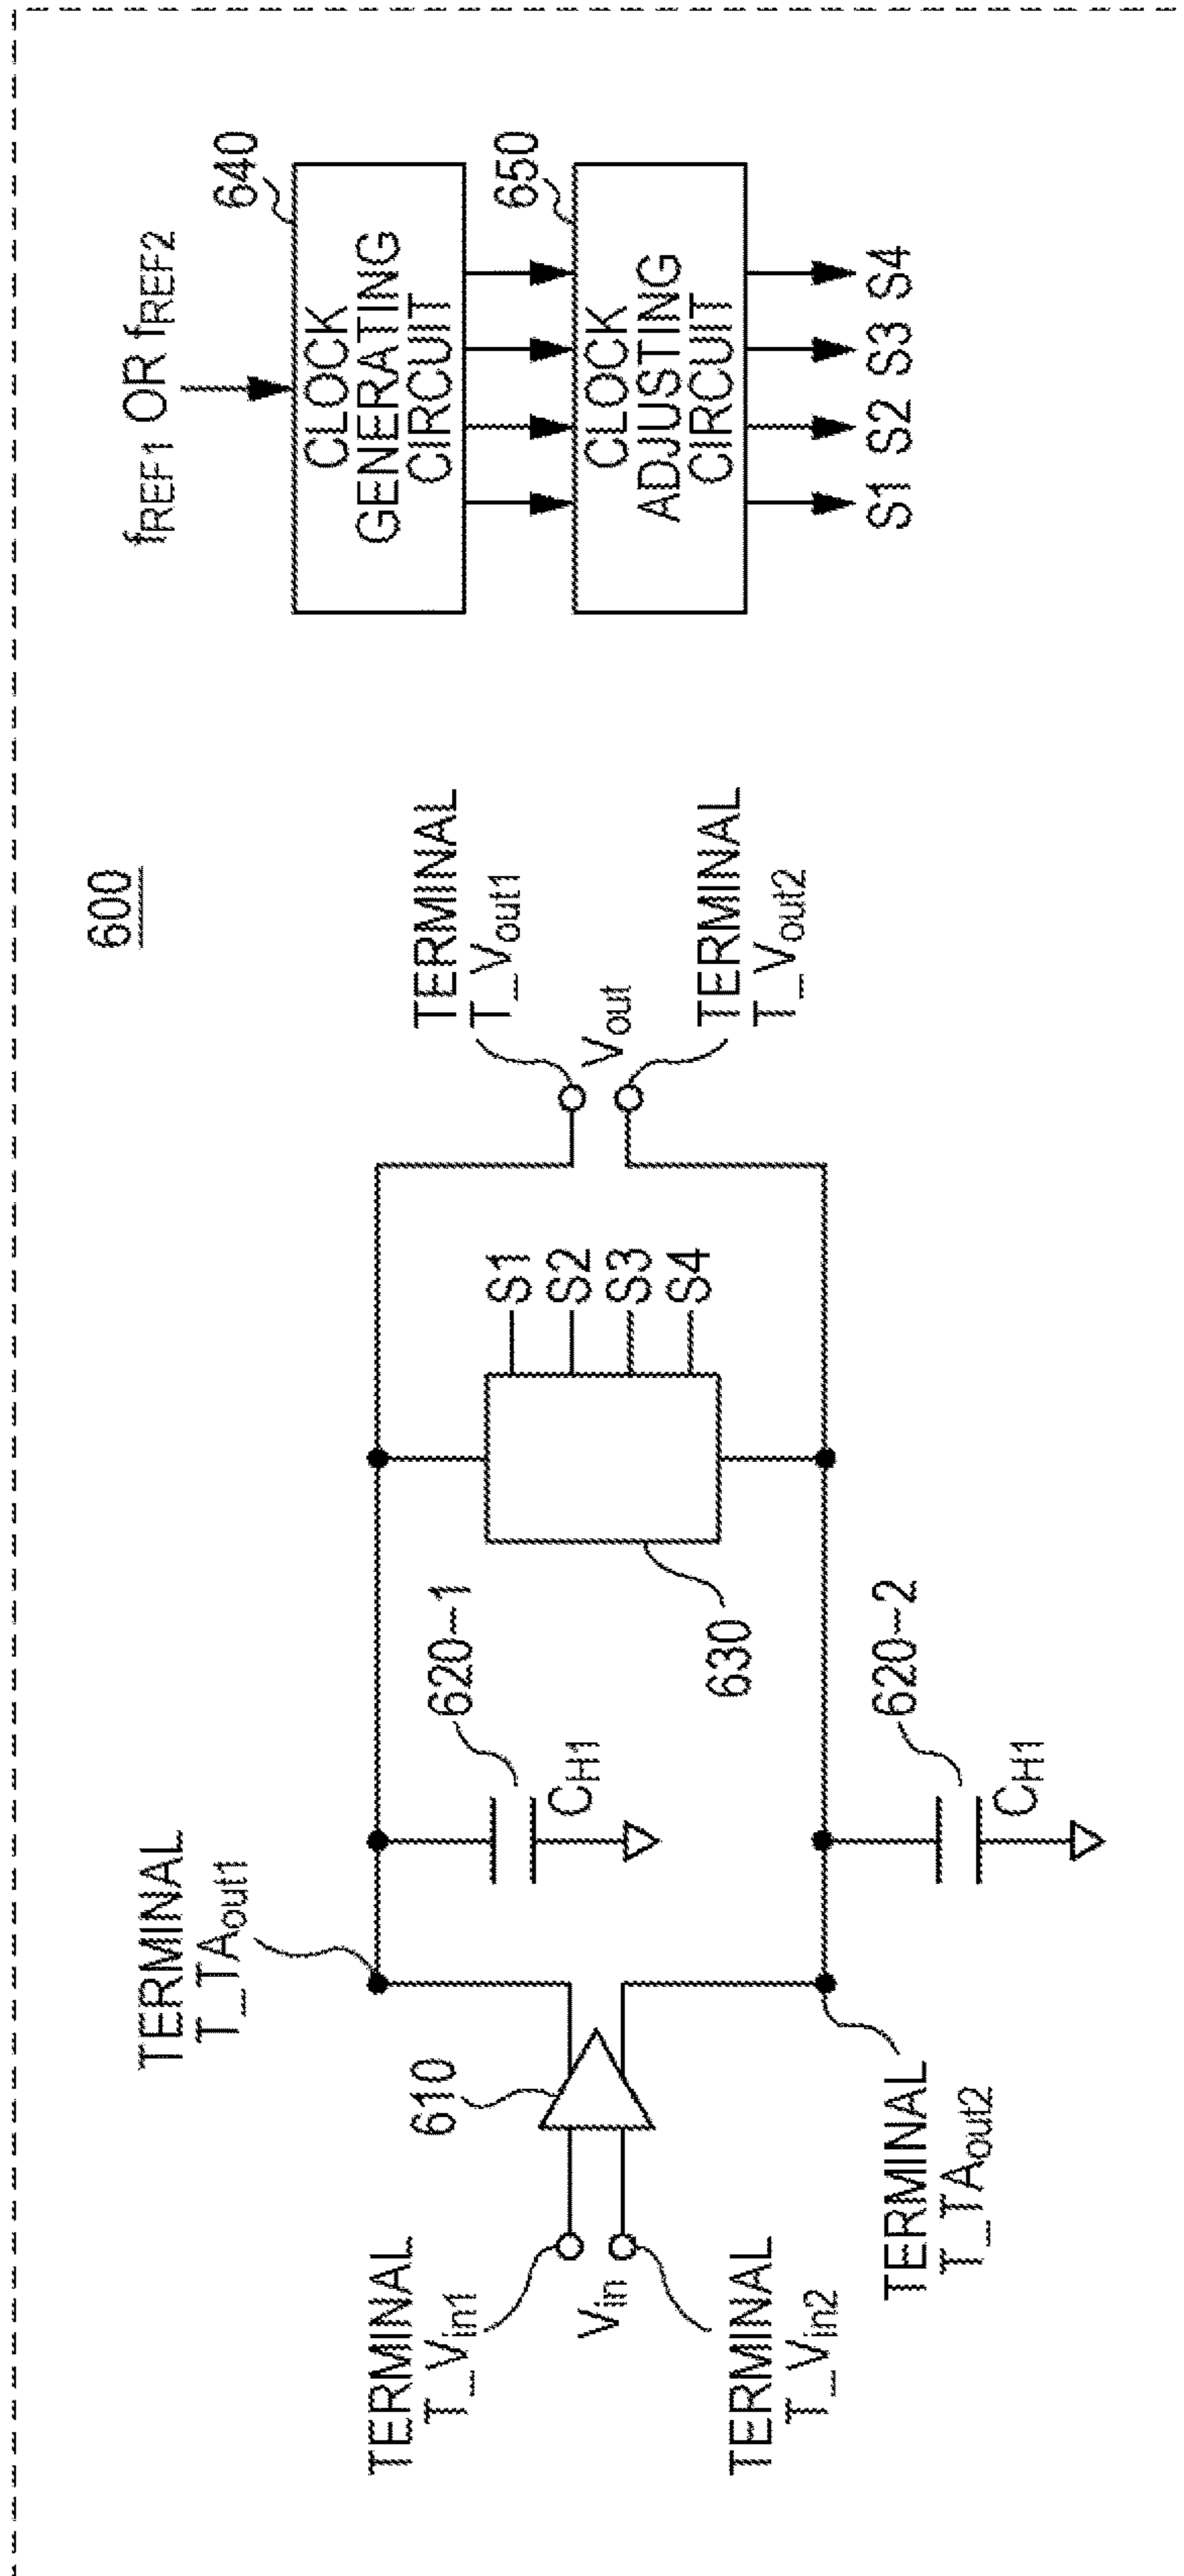 600
TERMINAL
T_TAout1
TERMINAL
T_Vin1
Vin
TERMINAL
T_Vin2
610
TERMINAL
T_TAout2
620-1
CH1
620-2
CH1
630
S1
S2
S3
S4
TERMINAL
T_Vout1
Vout
TERMINAL
T_Vout2
fREF1 OR fREF2
640
CLOCK
GENERATING
CIRCUIT
650
CLOCK
ADJUSTING
CIRCUIT
S1 S2 S3 S4